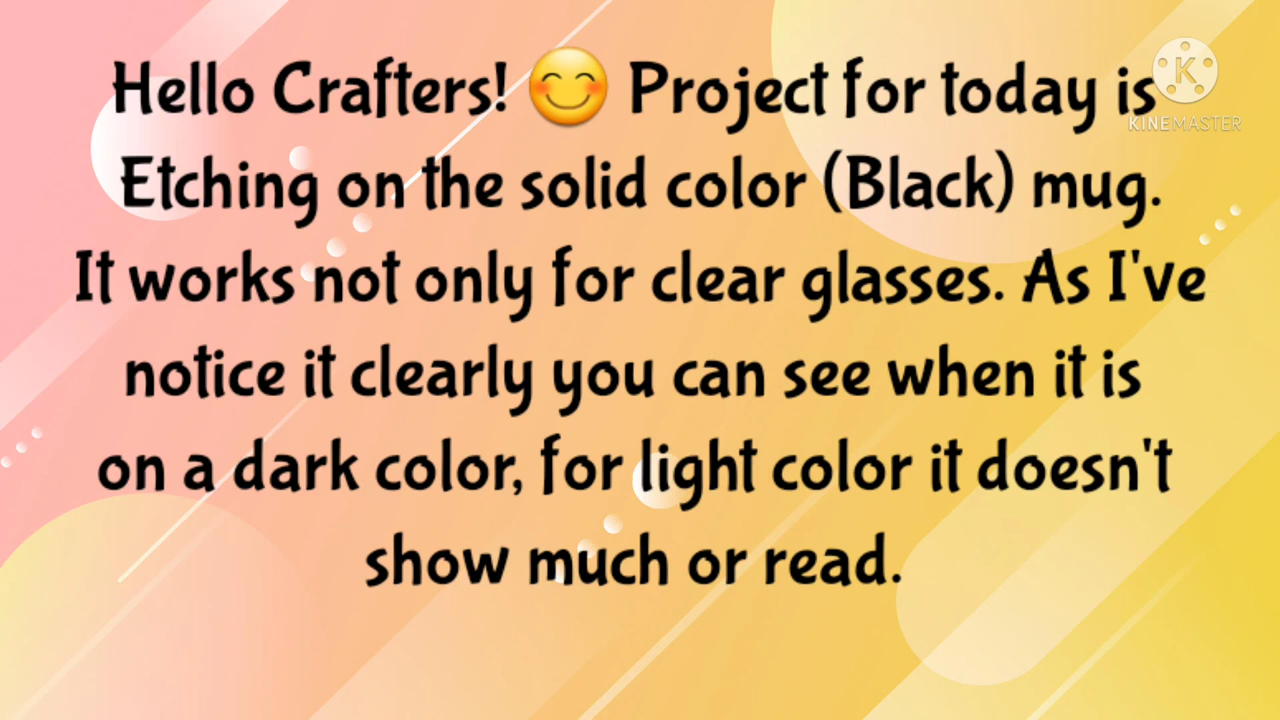 Hello Crafters! 😊 Project for today is
KINEMASTER
Etching on the solid color (Black) mug.
It works not only for clear glasses. As I've
notice it clearly you can see when it is
on a dark color, for light color it doesn't
show much or read.